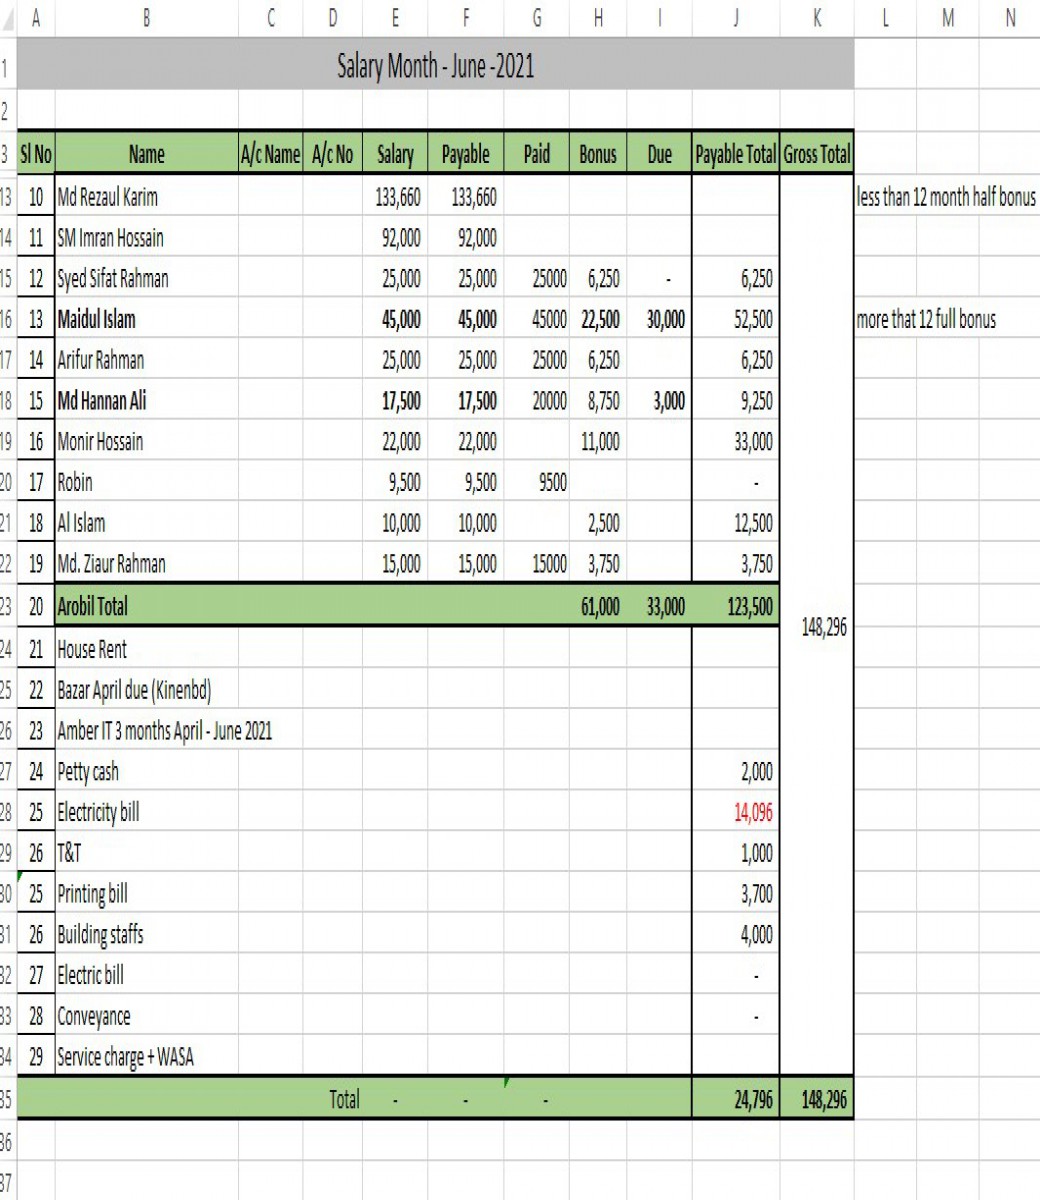 A B C D E F G H I J K L M N
1 Salary Month - June -2021
2
3 Sl No Name A/c Name A/c No Salary Payable Paid Bonus Due Payable Total Gross Total
13 10 Md Rezaul Karim 133,660 133,660 less than 12 month half bonus
14 11 SM Imran Hossain 92,000 92,000
15 12 Syed Sifat Rahman 25,000 25,000 25000 6,250 - 6,250
16 13 Maidul Islam 45,000 45,000 45000 22,500 30,000 52,500 more that 12 full bonus
17 14 Arifur Rahman 25,000 25,000 25000 6,250 6,250
18 15 Md Hannan Ali 17,500 17,500 20000 8,750 3,000 9,250
19 16 Monir Hossain 22,000 22,000 11,000 33,000
20 17 Robin 9,500 9,500 9500 -
21 18 Al Islam 10,000 10,000 2,500 12,500
22 19 Md. Ziaur Rahman 15,000 15,000 15000 3,750 3,750
23 20 Arobil Total 61,000 33,000 123,500
148,296
24 21 House Rent
25 22 Bazar April due (Kinenbd)
26 23 Amber IT 3 months April - June 2021
27 24 Petty cash 2,000
28 25 Electricity bill 14,096
29 26 T&T 1,000
30 25 Printing bill 3,700
31 26 Building staffs 4,000
32 27 Electric bill -
33 28 Conveyance -
34 29 Service charge + WASA
35 Total - - - 24,796 148,296
36
37